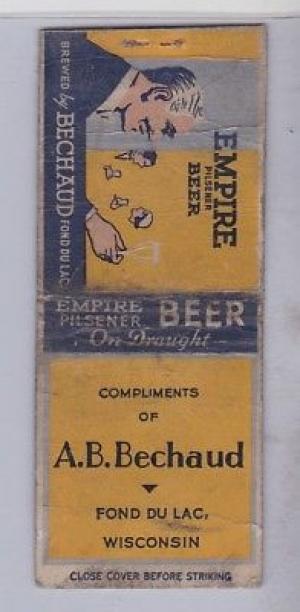 EMPIRE
PILSENER
BEER
BREWED by BECHAUD FOND DU LAC
EMPIRE
PILSENER
BEER
On Draught
COMPLIMENTS
OF
A.B. Bechaud
FOND DU LAC,
WISCONSIN
CLOSE COVER BEFORE STRIKING